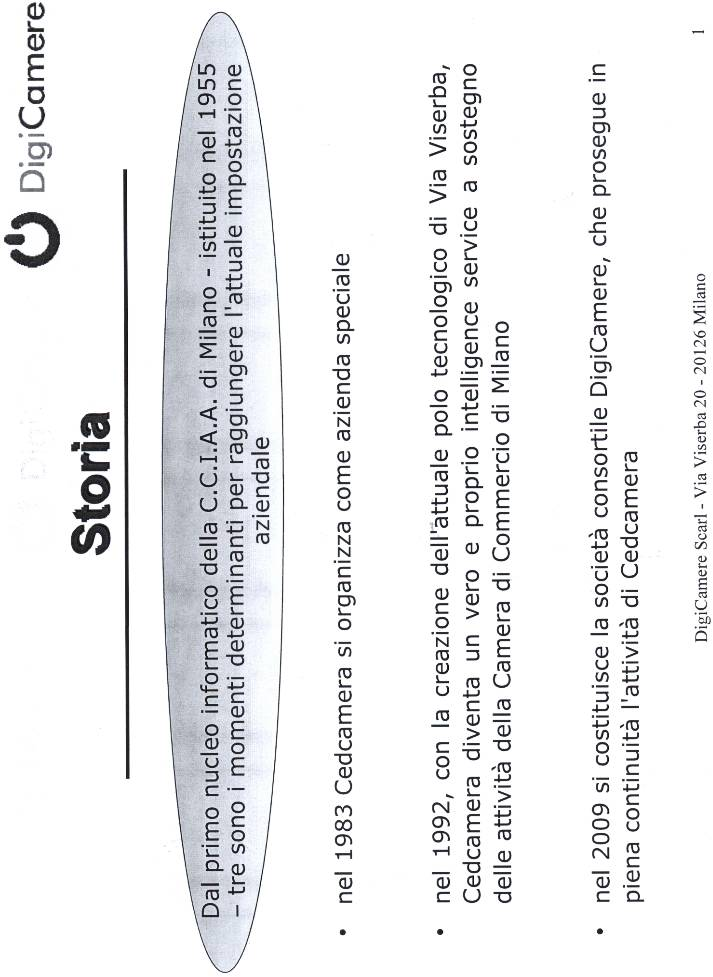 DigiCamere
Storia
Dal primo nucleo informatico della C.C.I.A.A. di Milano - istituito nel 1955
– tre sono i momenti determinanti per raggiungere l'attuale impostazione
aziendale
• nel 1983 Cedcamera si organizza come azienda speciale
• nel 1992, con la creazione dell'attuale polo tecnologico di Via Viserba,
Cedcamera diventa un vero e proprio intelligence service a sostegno
delle attività della Camera di Commercio di Milano
• nel 2009 si costituisce la società consortile DigiCamere, che prosegue in
piena continuità l'attività di Cedcamera
DigiCamere Scarl - Via Viserba 20 - 20126 Milano
1